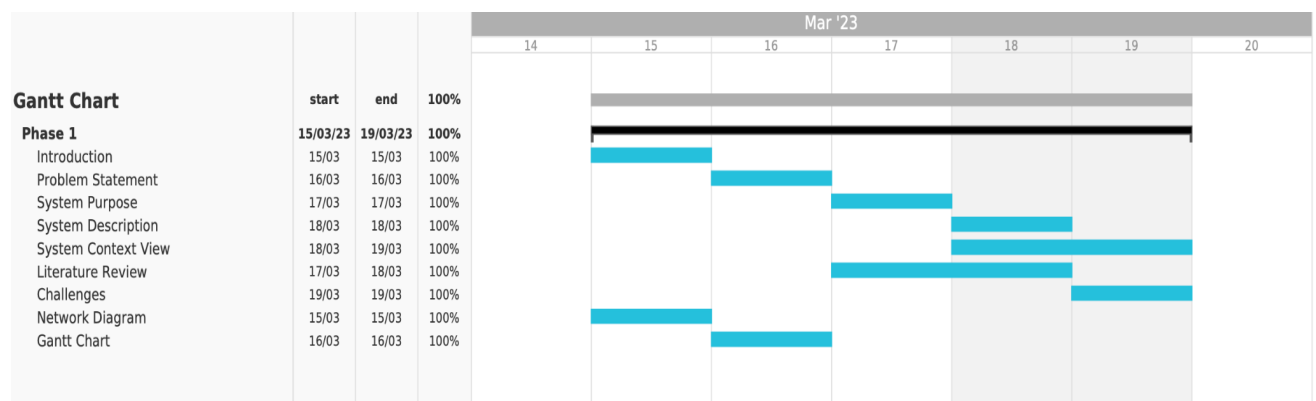 Mar '23
14 15 16 17 18 19 20
Gantt Chart start end 100%
Phase 1 15/03/23 19/03/23 100%
Introduction 15/03 15/03 100%
Problem Statement 16/03 16/03 100%
System Purpose 17/03 17/03 100%
System Description 18/03 18/03 100%
System Context View 18/03 19/03 100%
Literature Review 17/03 18/03 100%
Challenges 19/03 19/03 100%
Network Diagram 15/03 15/03 100%
Gantt Chart 16/03 16/03 100%